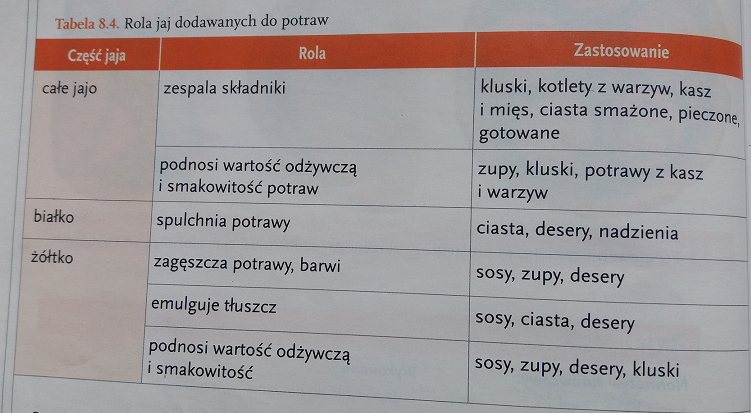 Tabela 8.4. Rola jaj dodawanych do potraw
Część jaja Rola Zastosowanie
całe jajo zespala składniki kluski, kotlety z warzyw, kasz
i mięs, ciasta smażone, pieczone,
gotowane
podnosi wartość odżywczą zupy, kluski, potrawy z kasz
i smakowitość potraw i warzyw
białko spulchnia potrawy ciasta, desery, nadzienia
żółtko zagęszcza potrawy, barwi sosy, zupy, desery
emulguje tłuszcz sosy, ciasta, desery
podnosi wartość odżywczą sosy, zupy, desery, kluski
i smakowitość